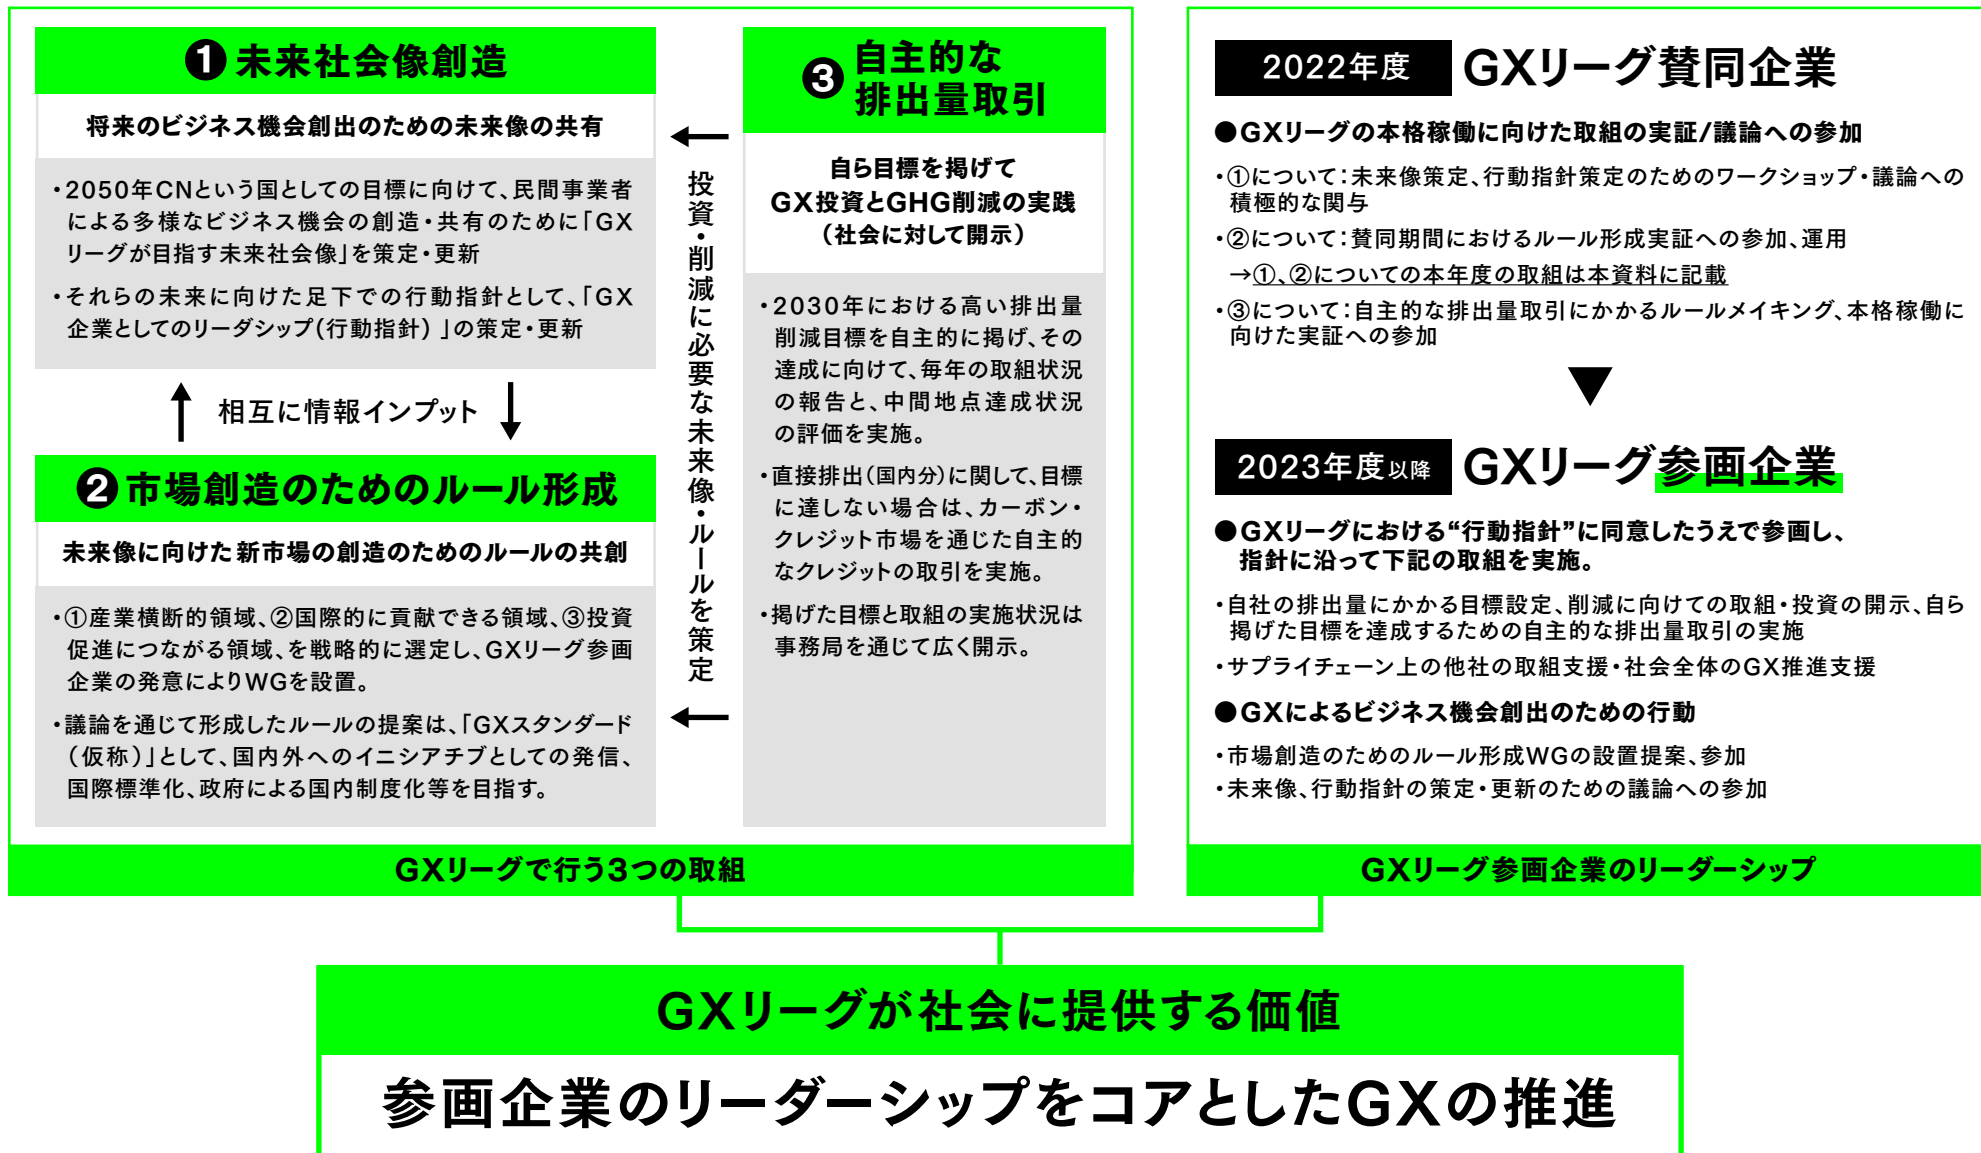 ❶未来社会像創造
将来のビジネス機会創出のための未来像の共有
・2050年CNという国としての目標に向けて、民間事業者
による多様なビジネス機会の創造・共有のために「GX
リーグが目指す未来社会像」を策定・更新
・それらの未来に向けた足下での行動指針として、「GX
企業としてのリーダシップ(行動指針) 」の策定・更新
相互に情報インプット
❷市場創造のためのルール形成
未来像に向けた新市場の創造のためのルールの共創
・①産業横断的領域、②国際的に貢献できる領域、③投資
促進につながる領域、を戦略的に選定し、GXリーグ参画
企業の発意によりWGを設置。
・議論を通じて形成したルールの提案は、「GXスタンダード
(仮称)」として、国内外へのイニシアチブとしての発信、
国際標準化、政府による国内制度化等を目指す。
投資・削減に必要な未来像・ルールを策定
❸自主的な
排出量取引
自ら目標を掲げて
GX投資とGHG削減の実践
(社会に対して開示)
・2030年における高い排出量
削減目標を自主的に掲げ、その
達成に向けて、毎年の取組状況
の報告と、中間地点達成状況
の評価を実施。
・直接排出(国内分)に関して、目標
に達しない場合は、カーボン・
クレジット市場を通じた自主的
なクレジットの取引を実施。
・掲げた目標と取組の実施状況は
事務局を通じて広く開示。
GXリーグで行う3つの取組
2022年度 GXリーグ賛同企業
●GXリーグの本格稼働に向けた取組の実証/議論への参加
・①について:未来像策定、行動指針策定のためのワークショップ・議論への
積極的な関与
・②について:賛同期間におけるルール形成実証への参加、運用
→①、②についての本年度の取組は本資料に記載
・③について:自主的な排出量取引にかかるルールメイキング、本格稼働に
向けた実証への参加
▼
2023年度以降 GXリーグ参画企業
●GXリーグにおける“行動指針”に同意したうえで参画し、
指針に沿って下記の取組を実施。
・自社の排出量にかかる目標設定、削減に向けての取組・投資の開示、自ら
掲げた目標を達成するための自主的な排出量取引の実施
・サプライチェーン上の他社の取組支援・社会全体のGX推進支援
●GXによるビジネス機会創出のための行動
・市場創造のためのルール形成WGの設置提案、参加
・未来像、行動指針の策定・更新のための議論への参加
GXリーグ参画企業のリーダーシップ
GXリーグが社会に提供する価値
参画企業のリーダーシップをコアとしたGXの推進